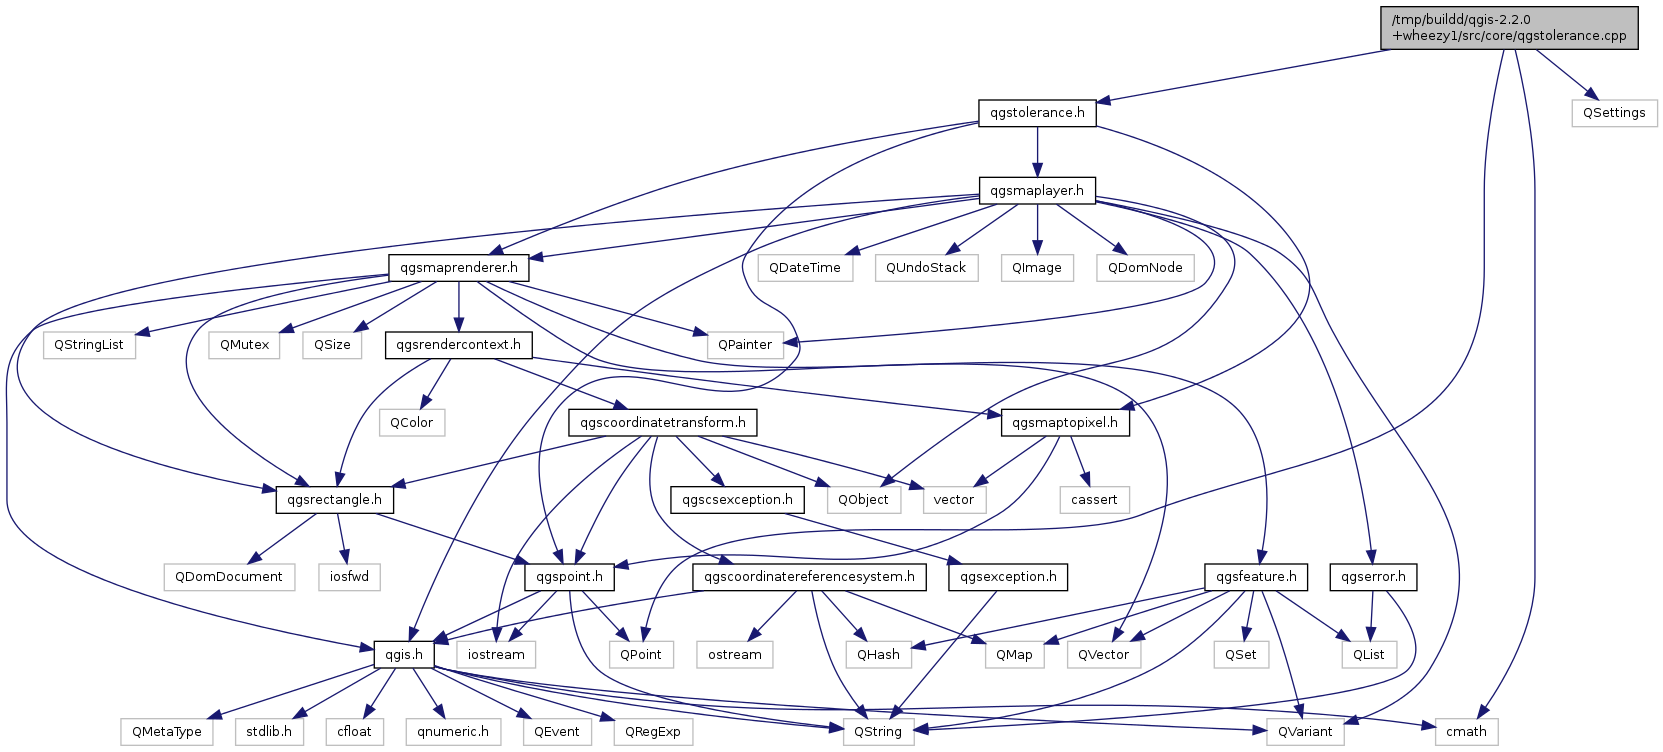 /tmp/buildd/qgis-2.2.0
+wheezy1/src/core/qgstolerance.cpp
qgstolerance.h
QSettings
qgsmaplayer.h
qgsmaprenderer.h
QDateTime
QUndoStack
QImage
QDomNode
QStringList
QMutex
QSize
qgsrendercontext.h
QPainter
QColor
qgscoordinatetransform.h
qgsmaptopixel.h
qgsrectangle.h
qgscsexception.h
QObject
vector
cassert
QDomDocument
iosfwd
qgspoint.h
qgscoordinatereferencesystem.h
qgsexception.h
qgsfeature.h
qgserror.h
qgis.h
iostream
QPoint
ostream
QHash
QMap
QVector
QSet
QList
QMetaType
stdlib.h
cfloat
qnumeric.h
QEvent
QRegExp
QString
QVariant
cmath